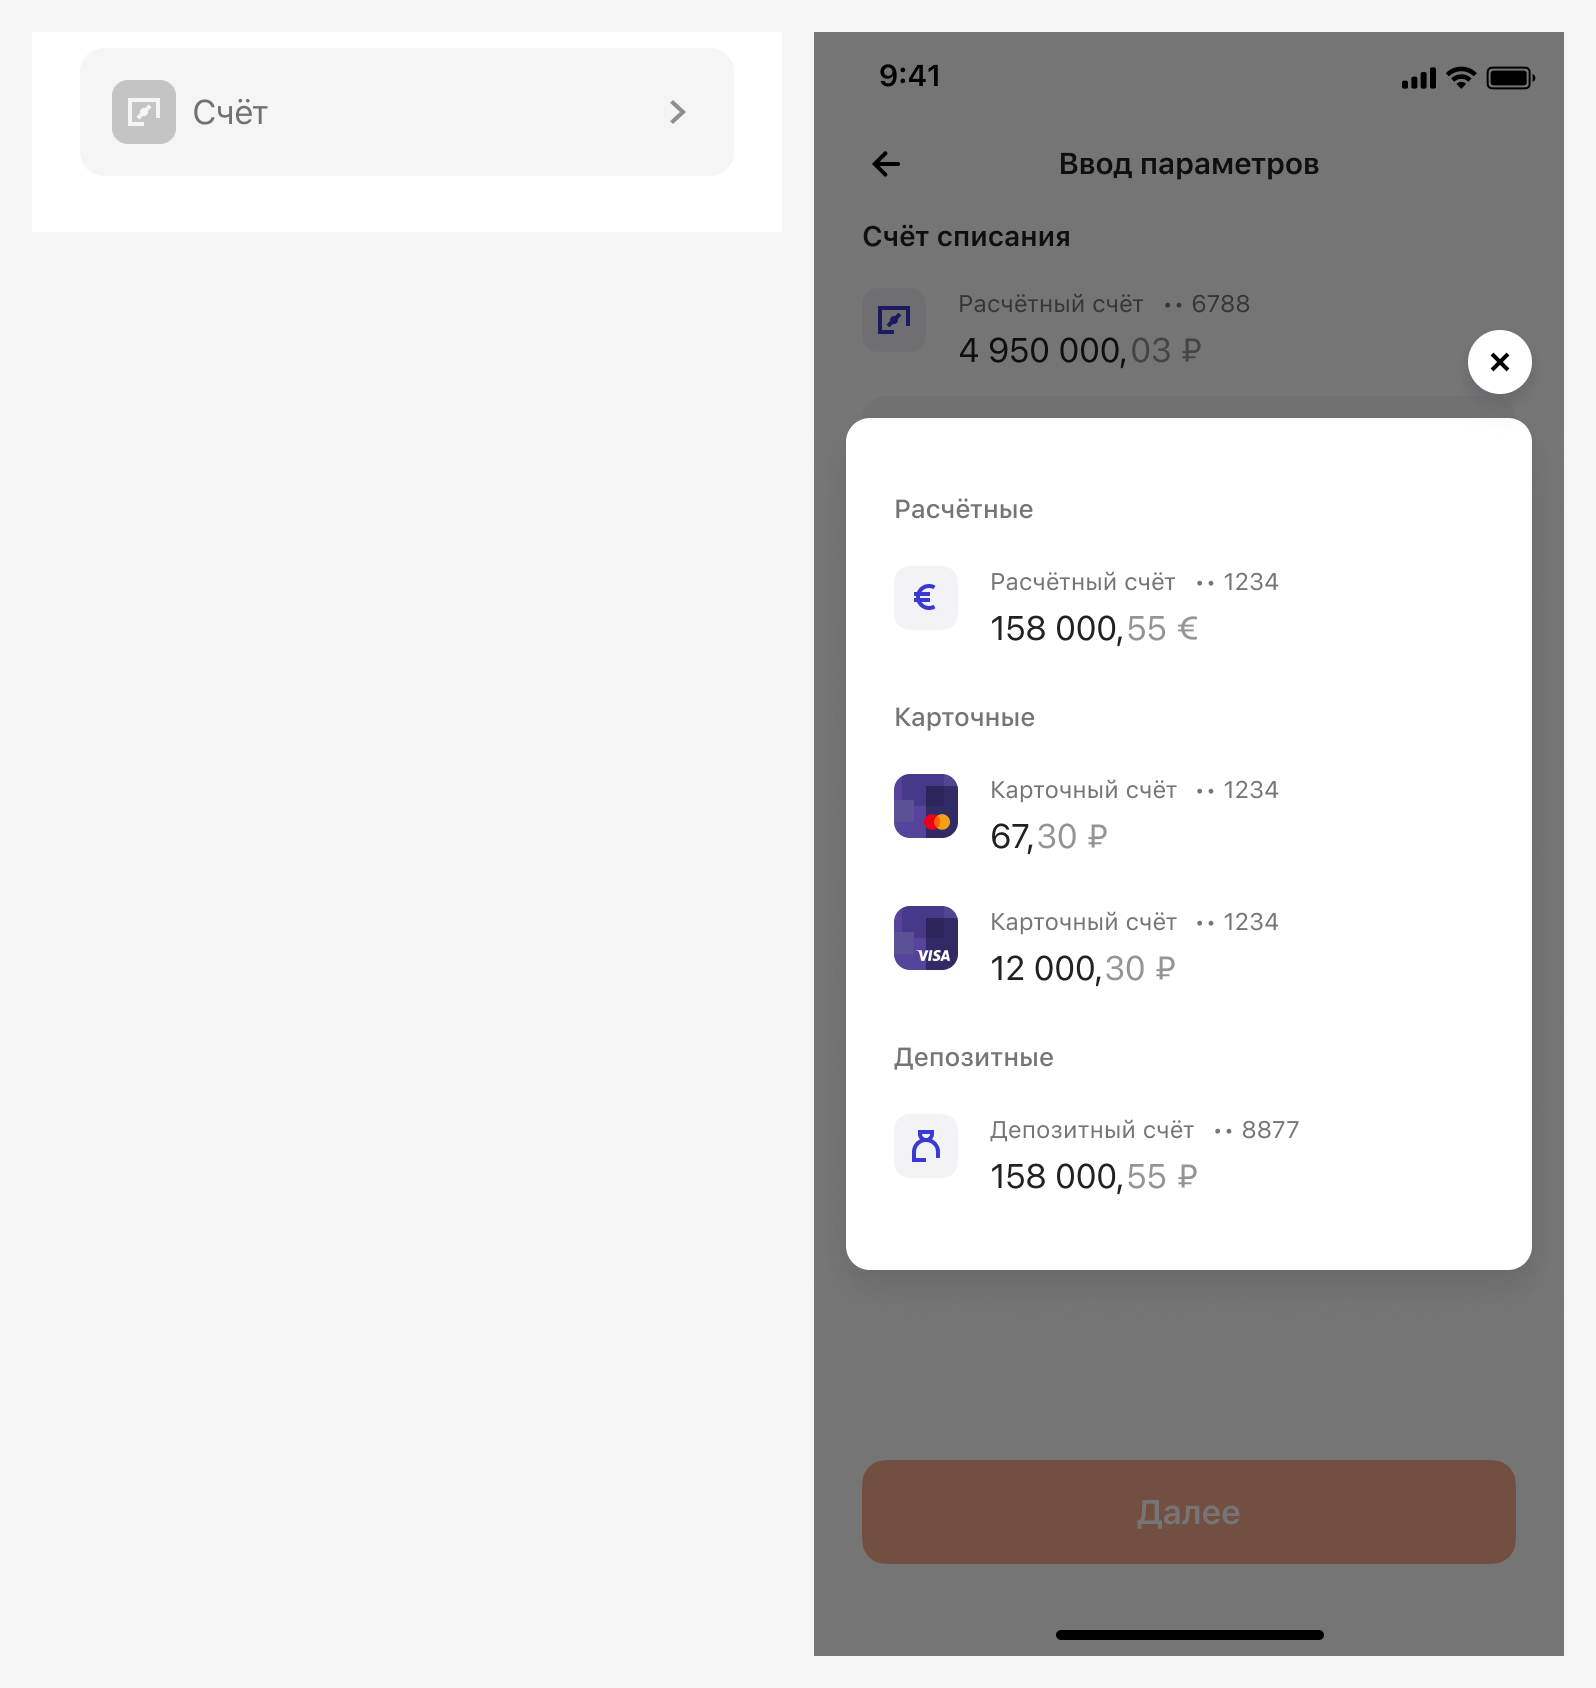 Счёт
9:41
Ввод параметров
Счёт списания
Расчётный счёт •• 6788
4 950 000,03 ₽
Расчётные
€
Расчётный счёт •• 1234
158 000,55 €
Карточные
Карточный счёт •• 1234
67,30 ₽
Карточный счёт •• 1234
VISA
12 000,30 ₽
Депозитные
Депозитный счёт •• 8877
158 000,55 ₽
Далее